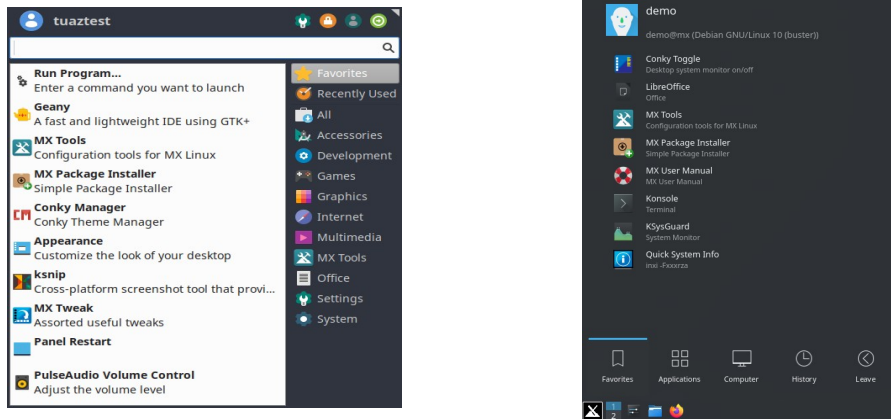 tuaztest
Run Program...
Enter a command you want to launch
Geany
A fast and lightweight IDE using GTK+
MX Tools
Configuration tools for MX Linux
MX Package Installer
Simple Package Installer
Conky Manager
Conky Theme Manager
Appearance
Customize the look of your desktop
ksnip
Cross-platform screenshot tool that provi...
MX Tweak
Assorted useful tweaks
Panel Restart
PulseAudio Volume Control
Adjust the volume level
Favorites
Recently Used
All
Accessories
Development
Games
Graphics
Internet
Multimedia
MX Tools
Office
Settings
System
demo
demo@mx (Debian GNU/Linux 10 (buster))
Conky Toggle
Desktop system monitor on/off
LibreOffice
Office
MX Tools
Configuration tools for MX Linux
MX Package Installer
Simple Package Installer
MX User Manual
MX User Manual
Konsole
Terminal
KSysGuard
System Monitor
Quick System Info
inxi -Fxxxrza
Favorites Applications Computer History Leave
1
2